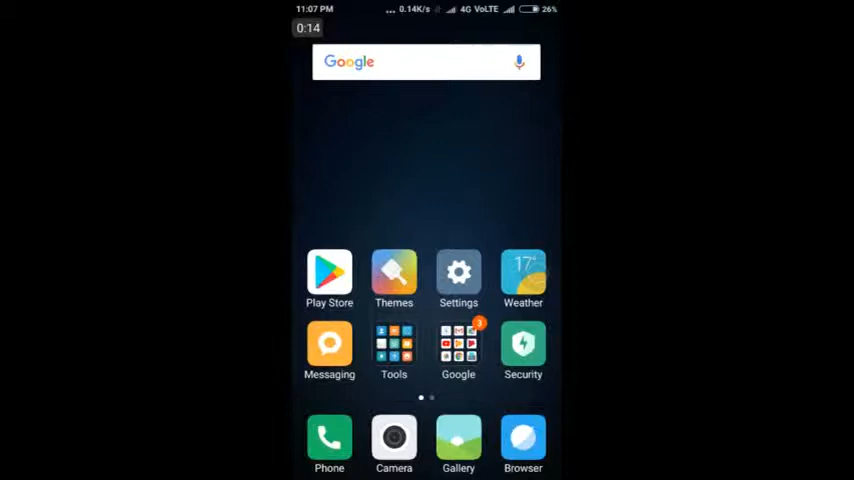 11:07 PM ... 0.14K/s 4G VoLTE 26%
0:14
Google
17°
Play Store Themes Settings Weather
3
Messaging Tools Google Security
Phone Camera Gallery Browser